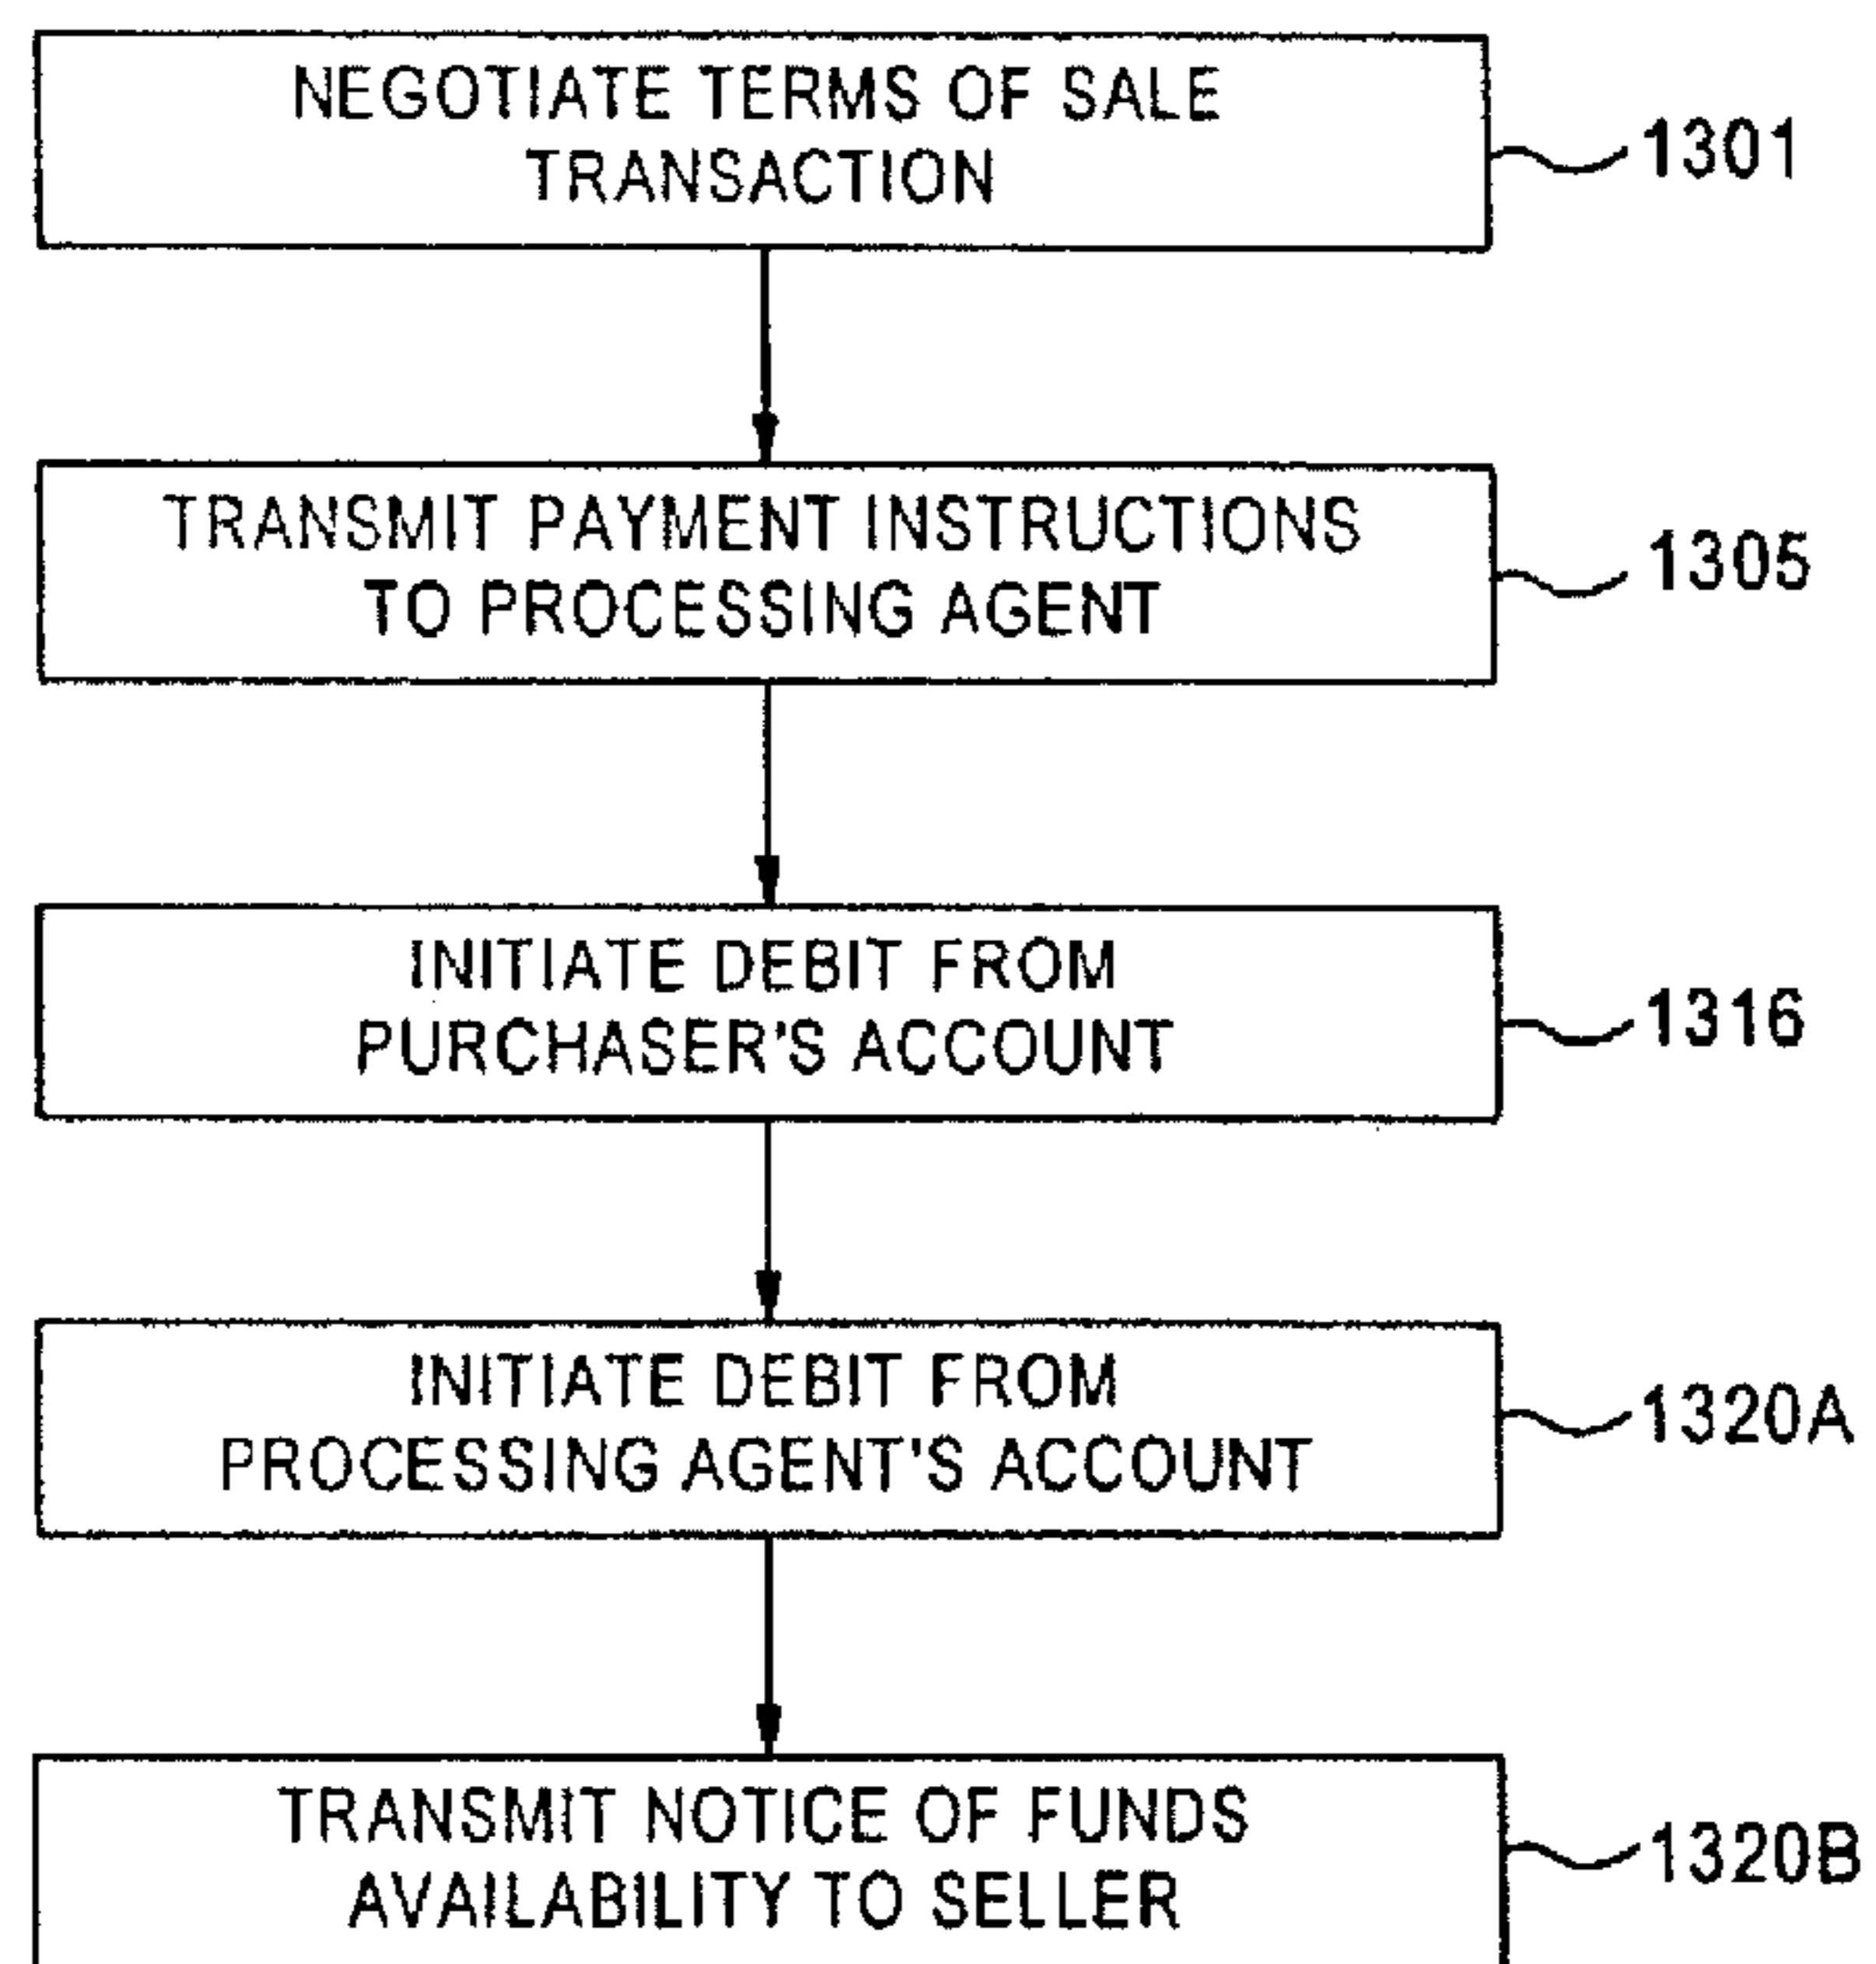 NEGOTIATE TERMS OF SALE
TRANSACTION
1301
TRANSMIT PAYMENT INSTRUCTIONS
TO PROCESSING AGENT
1305
INITIATE DEBIT FROM
PURCHASER'S ACCOUNT
1316
INITIATE DEBIT FROM
PROCESSING AGENT'S ACCOUNT
1320A
TRANSMIT NOTICE OF FUNDS
AVAILABILITY TO SELLER
1320B